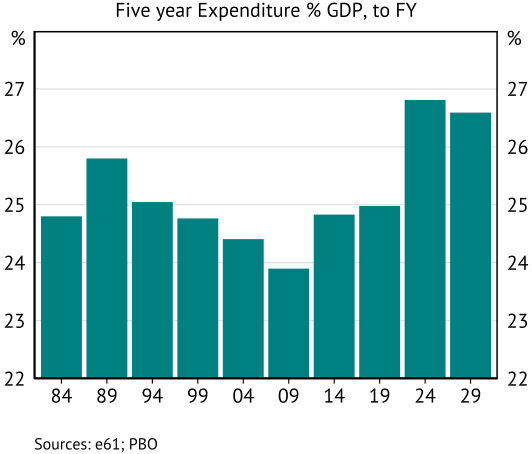 Five year Expenditure % GDP, to FY
% %
27 27
26 26
25 25
24 24
23 23
22 22
84 89 94 99 04 09 14 19 24 29
Sources: e61; PBO